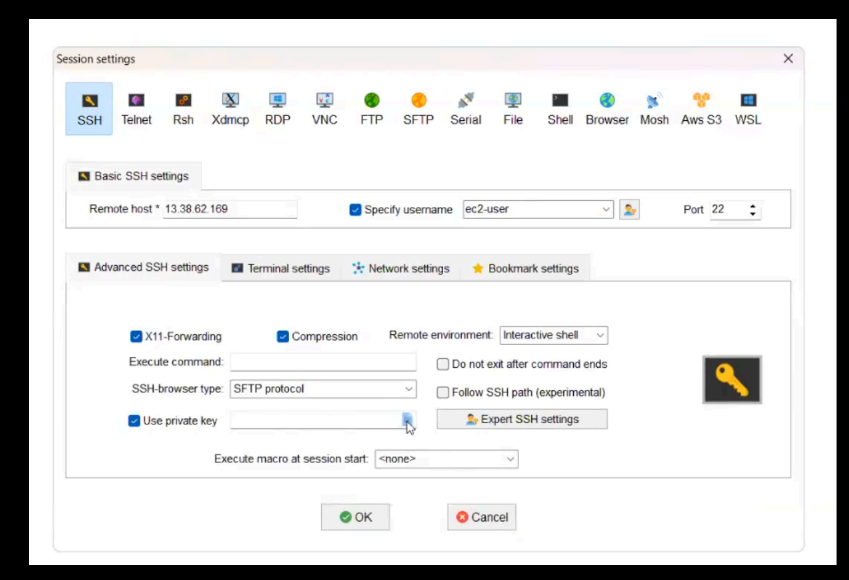 Session settings
SSH Telnet Rsh Xdmcp RDP VNC FTP SFTP Serial File Shell Browser Mosh Aws S3 WSL
Basic SSH settings
Remote host * 13.38.62.169 Specify username ec2-user Port 22
Advanced SSH settings Terminal settings Network settings Bookmark settings
X11-Forwarding Compression Remote environment: Interactive shell
Execute command: Do not exit after command ends
SSH-browser type: SFTP protocol Follow SSH path (experimental)
Use private key Expert SSH settings
Execute macro at session start: <none>
OK Cancel